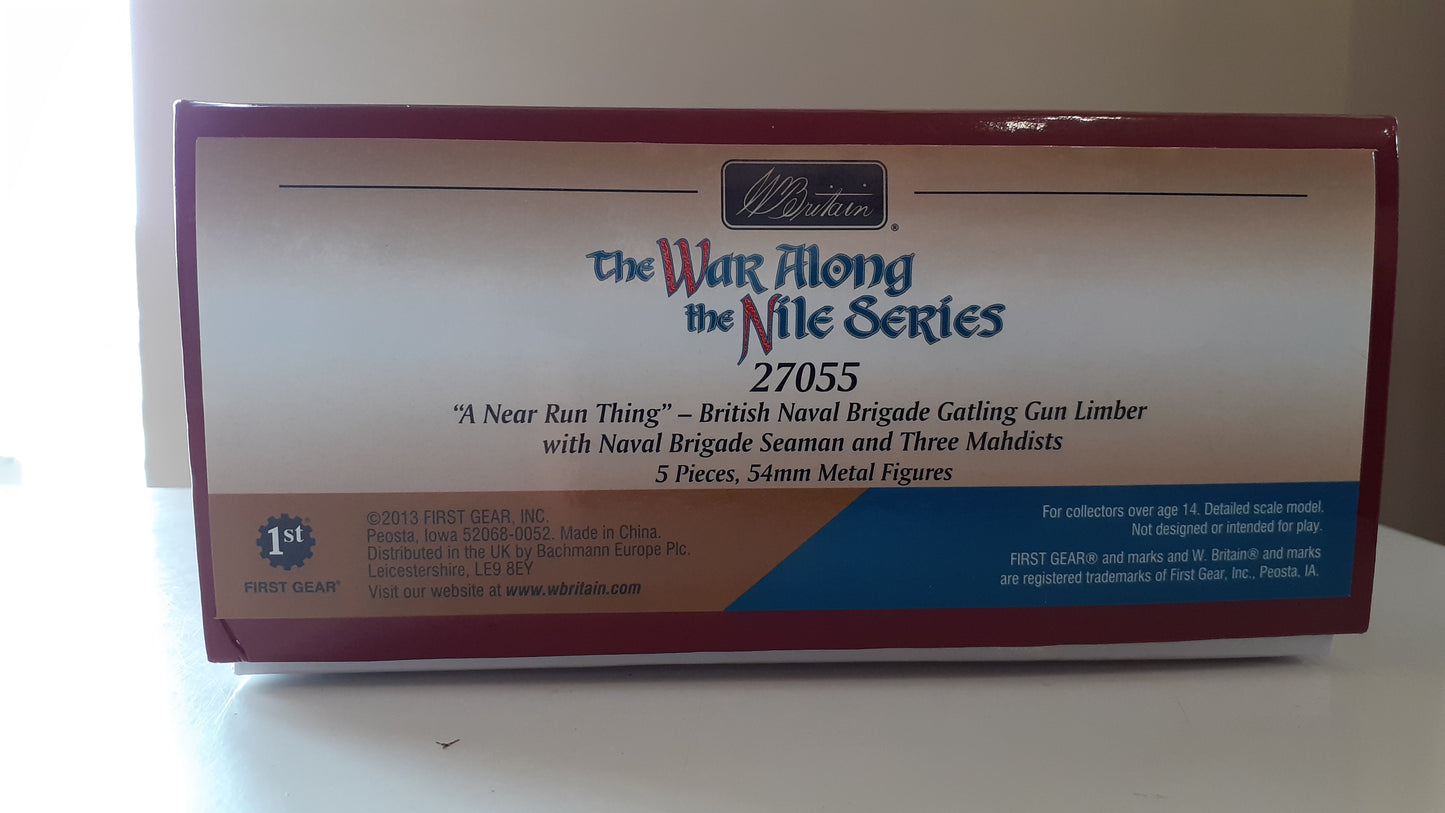 WBritain®
The War Along
the Nile Series
27055
“A Near Run Thing” – British Naval Brigade Gatling Gun Limber
with Naval Brigade Seaman and Three Mahdists
5 Pieces, 54mm Metal Figures
1st
FIRST GEAR®
©2013 FIRST GEAR, INC.
Peosta, Iowa 52068-0052. Made in China.
Distributed in the UK by Bachmann Europe Plc.
Leicestershire, LE9 8EY
Visit our website at www.wbritain.com
For collectors over age 14. Detailed scale model.
Not designed or intended for play.
FIRST GEAR® and marks and W. Britain® and marks
are registered trademarks of First Gear, Inc., Peosta, IA.